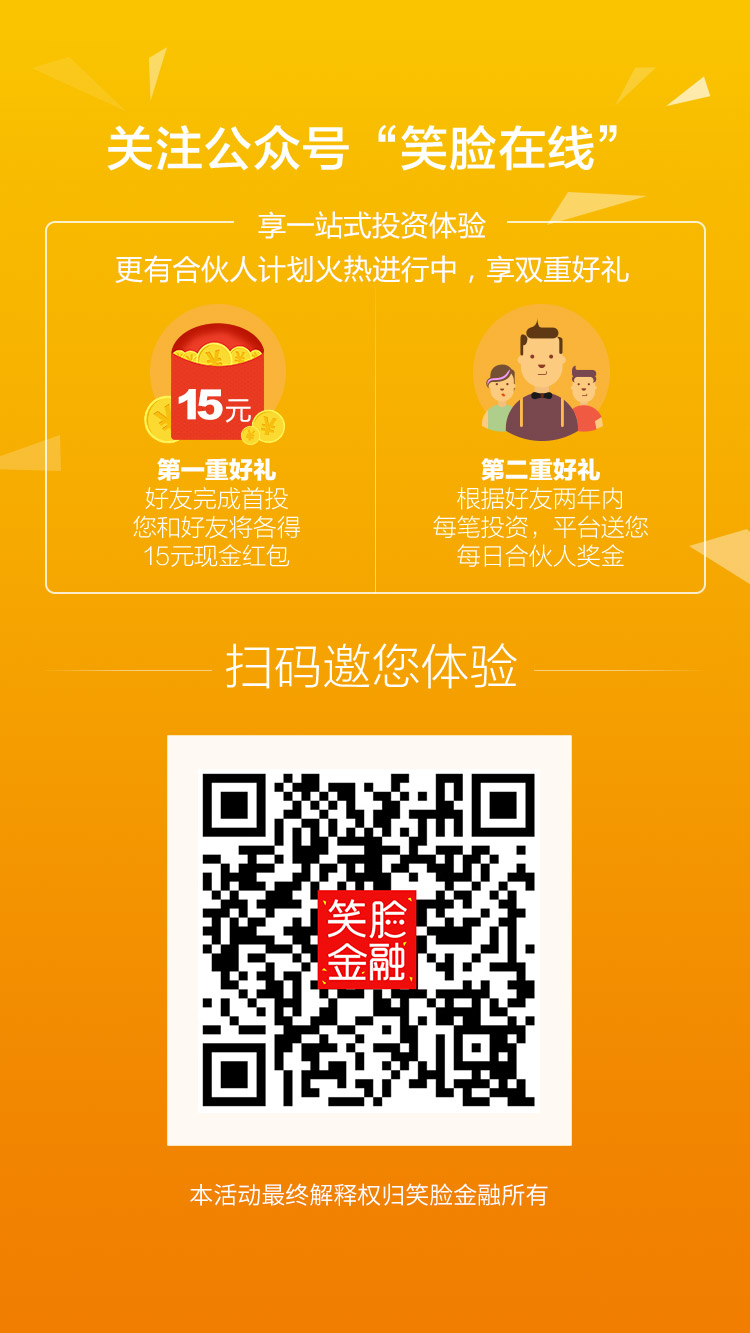 关注公众号“笑脸在线”
享一站式投资体验
更有合伙人计划火热进行中，享双重好礼
15元
第一重好礼
好友完成首投
您和好友将各得
15元现金红包
第二重好礼
根据好友两年内
每笔投资，平台送您
每日合伙人奖金
扫码邀您体验
笑脸
金融
本活动最终解释权归笑脸金融所有